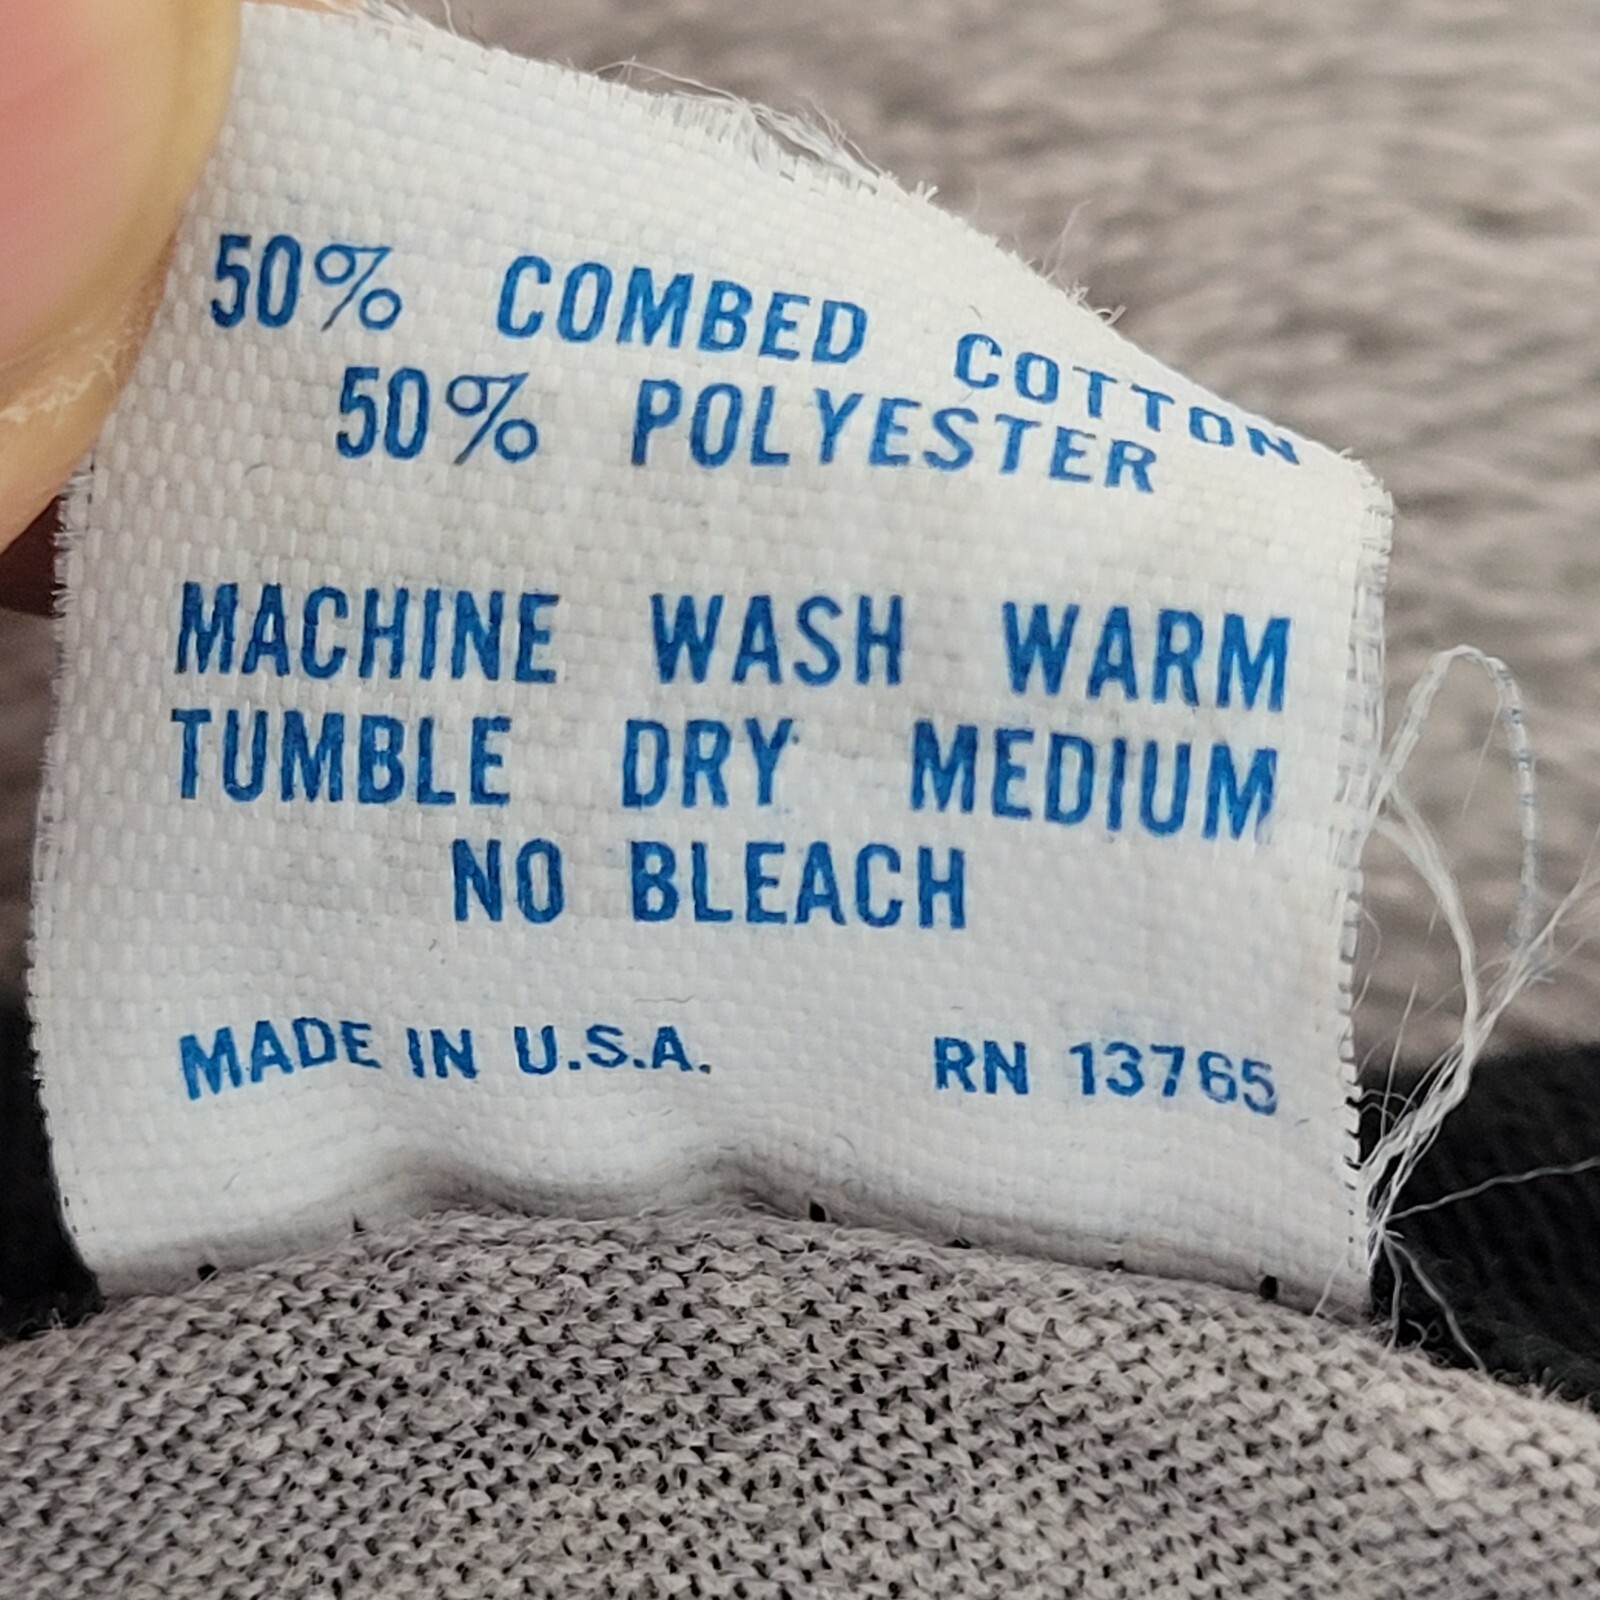 50% COMBED COTTON
50% POLYESTER
MACHINE WASH WARM
TUMBLE DRY MEDIUM
NO BLEACH
MADE IN U.S.A. RN 13765